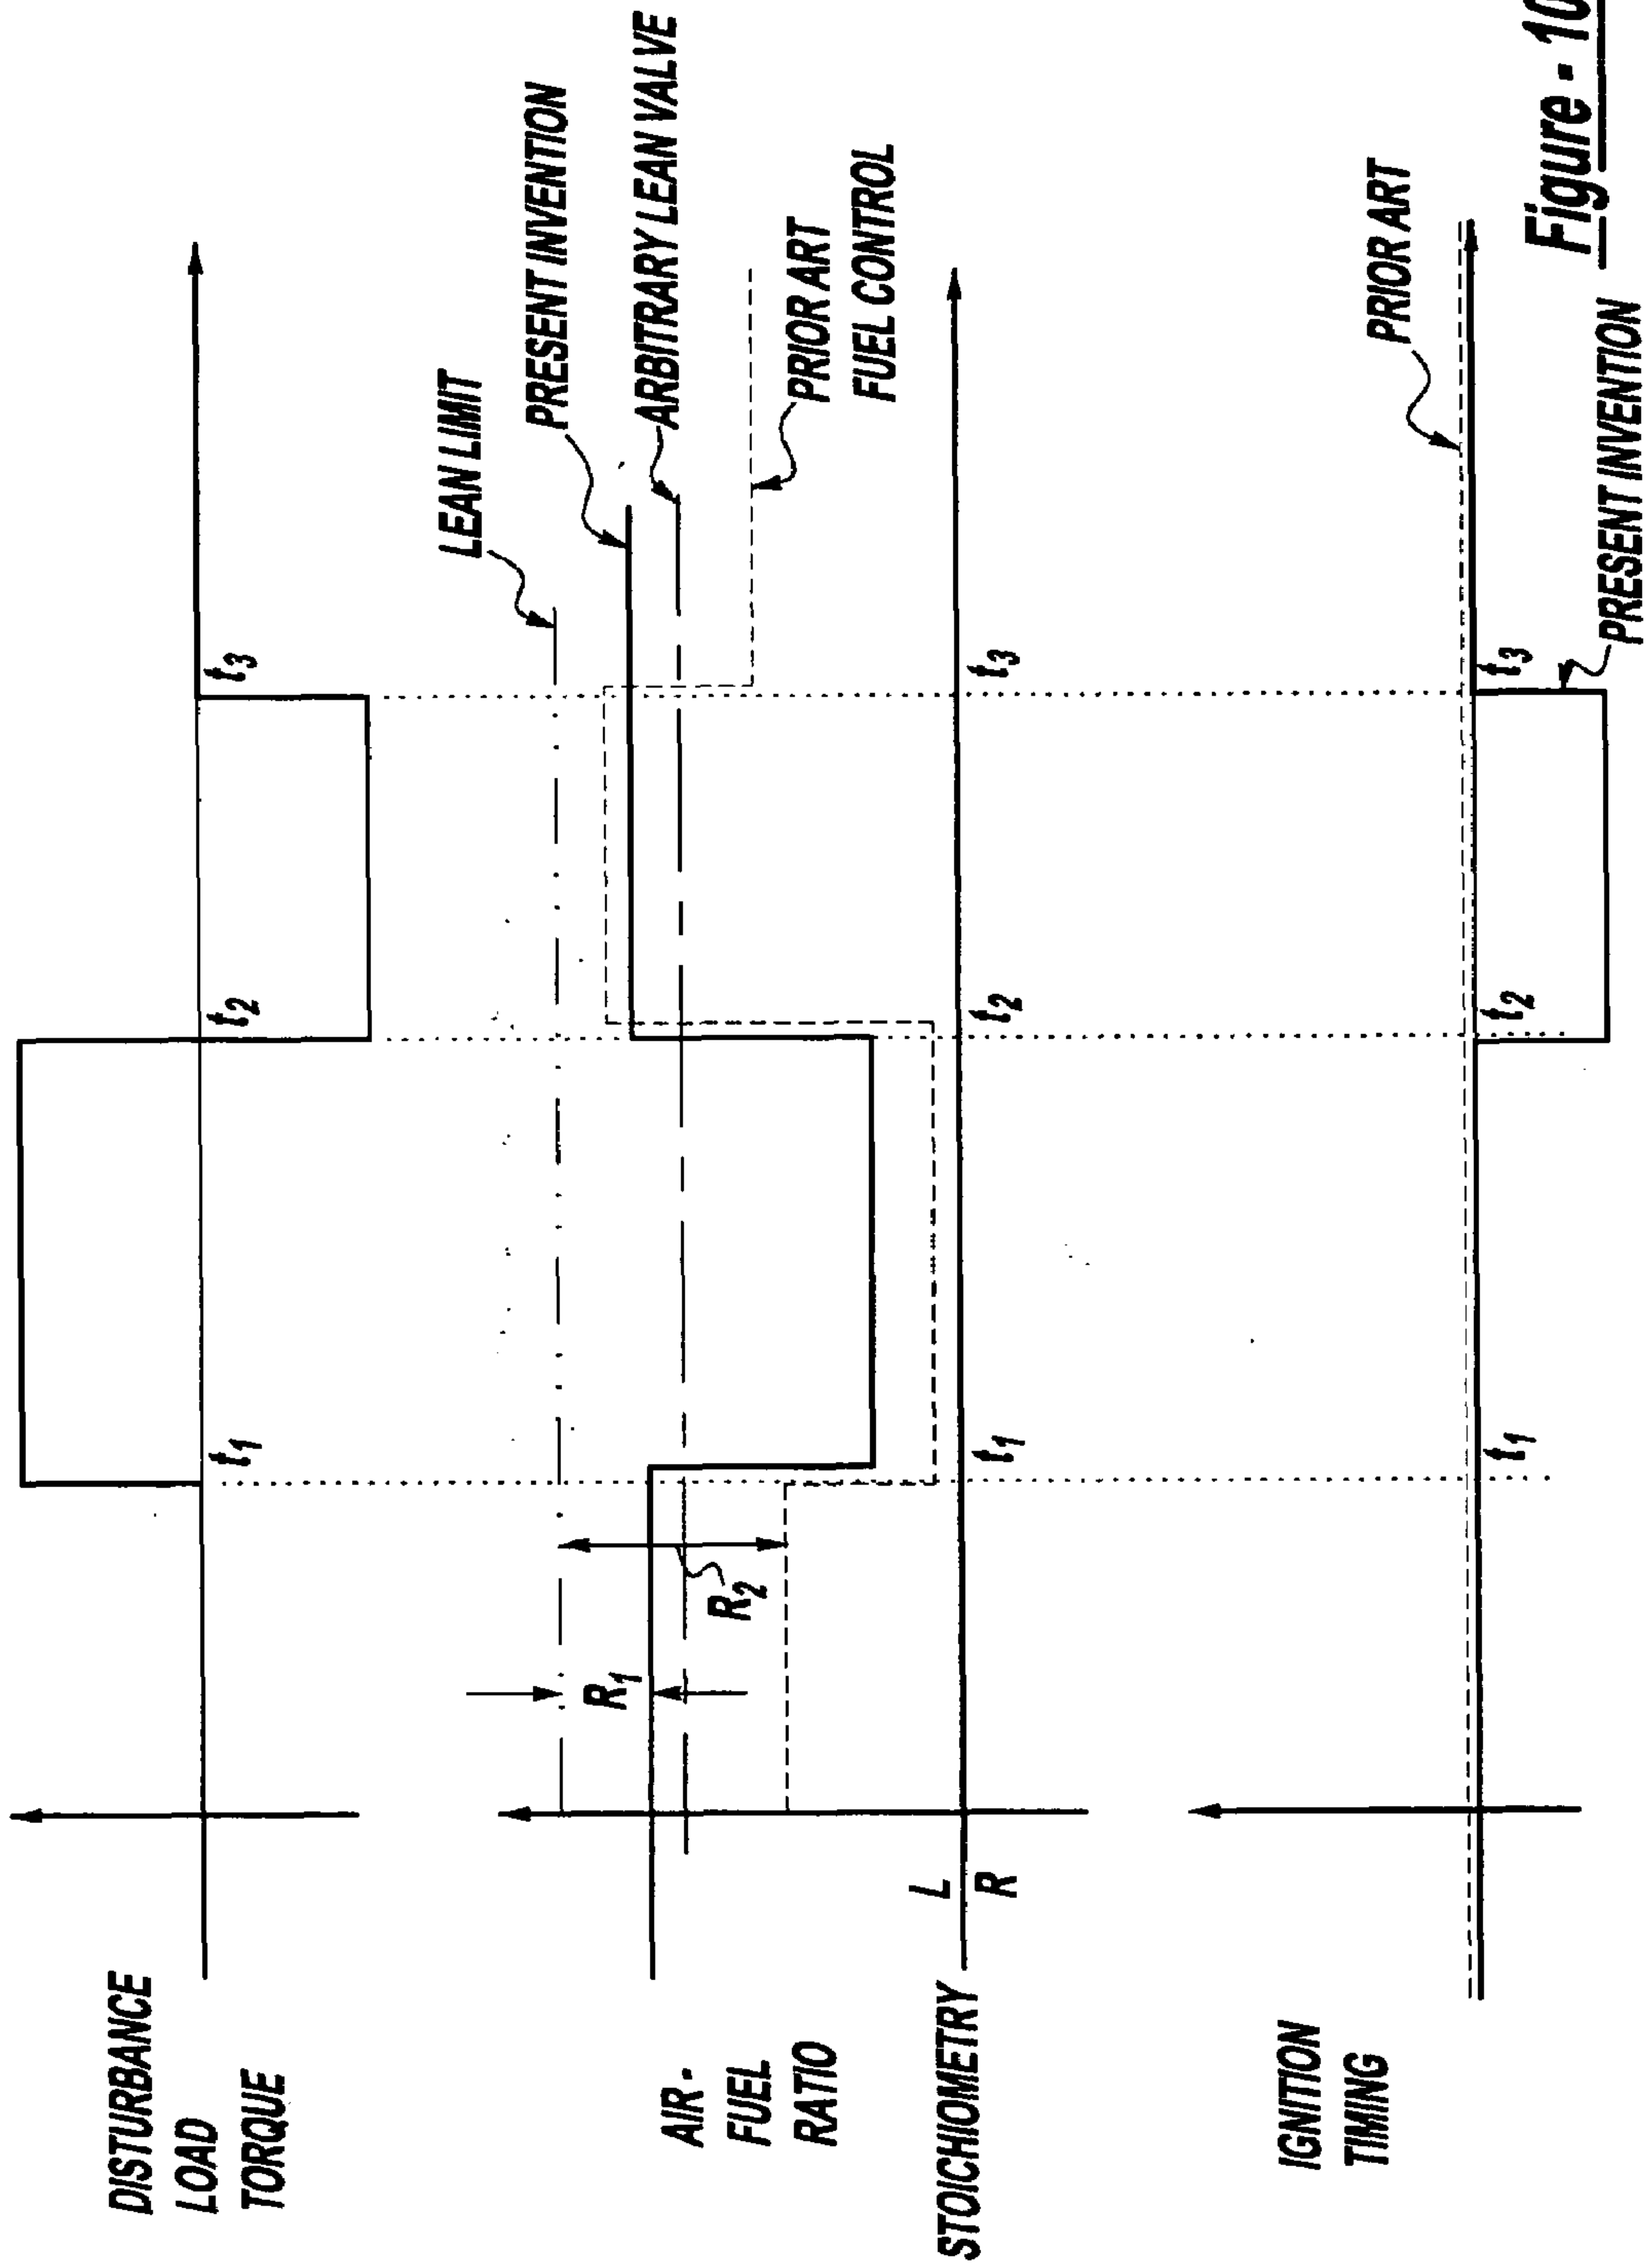 DISTURBANCE
LOAD
TORQUE
t1
t2
t3
AIR-
FUEL
RATIO
LEAN LIMIT
PRESENT INVENTION
ARBITRARY LEAN VALVE
PRIOR ART
FUEL CONTROL
R1
R2
STOICHIOMETRY
L
R
t1
t2
t3
IGNITION
TIMING
PRIOR ART
t1
t2
t3
PRESENT INVENTION
Figure - 10